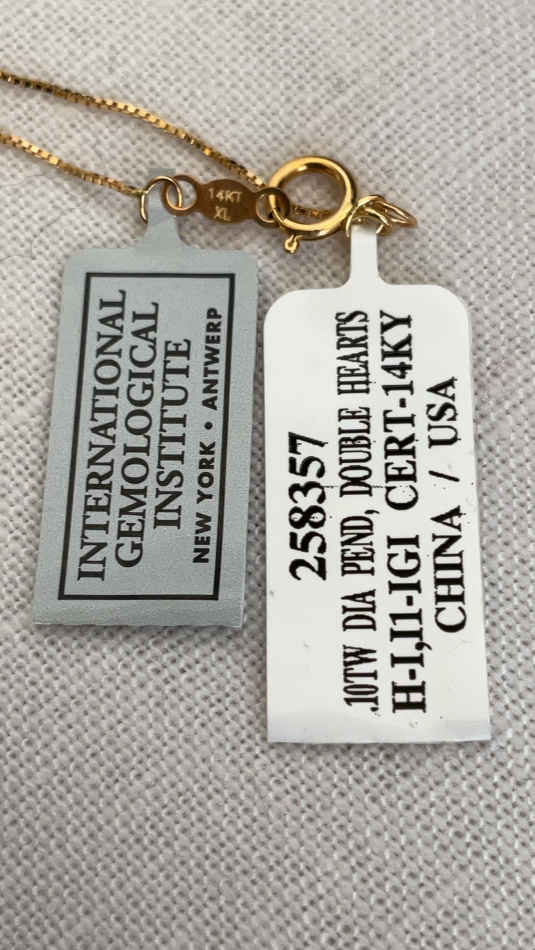 14KT
XL
INTERNATIONAL
GEMOLOGICAL
INSTITUTE
NEW YORK • ANTWERP
258357
.10TW DIA PEND, DOUBLE HEARTS
H-I,I1-IGI CERT-14KY
CHINA / USA